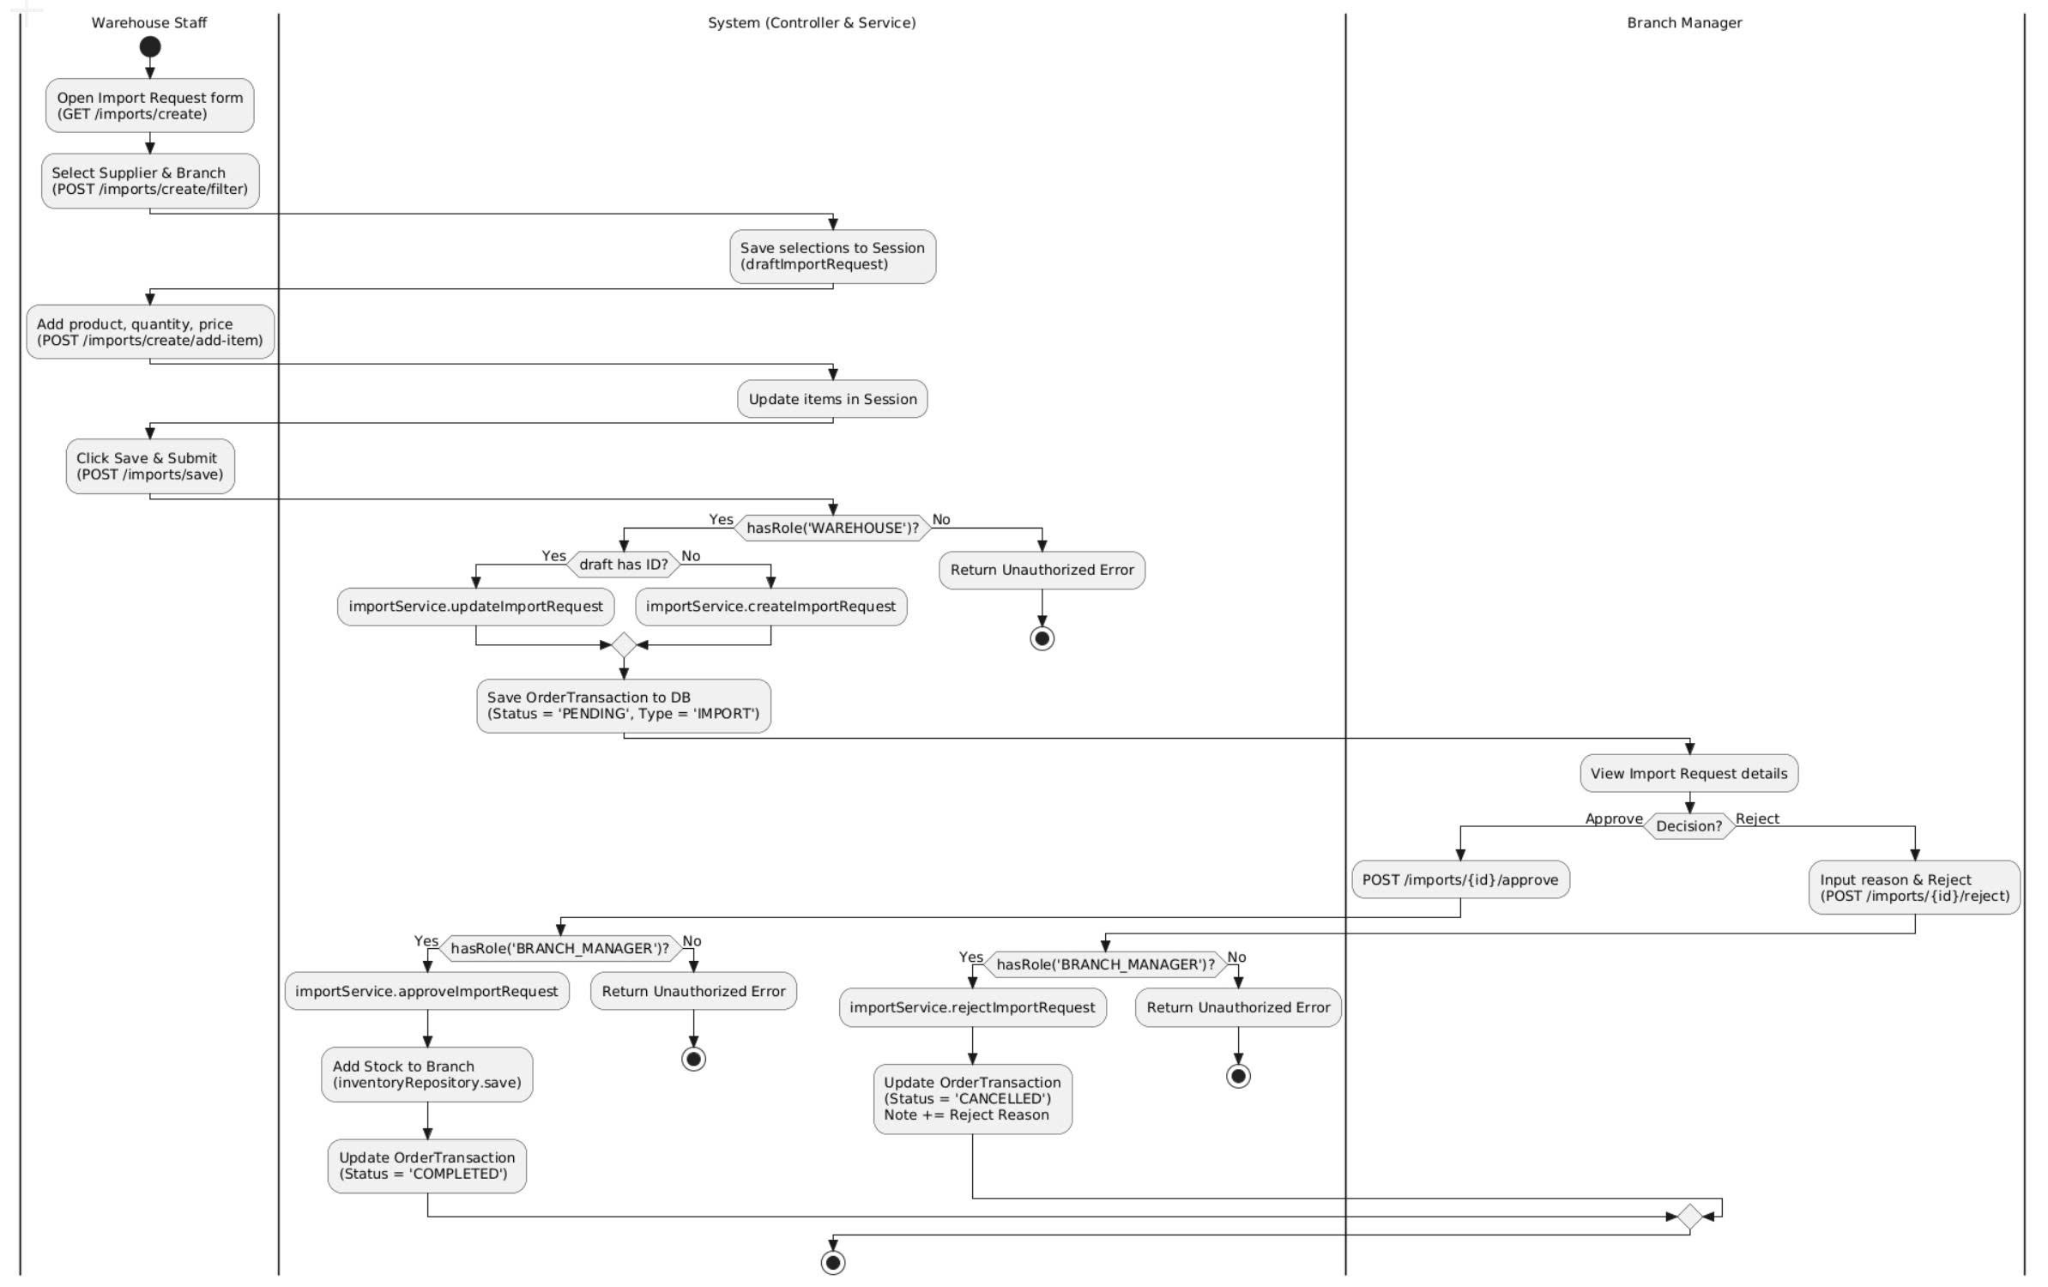 Warehouse Staff
System (Controller & Service)
Branch Manager
Open Import Request form
(GET /imports/create)
Select Supplier & Branch
(POST /imports/create/filter)
Save selections to Session
(draftImportRequest)
Add product, quantity, price
(POST /imports/create/add-item)
Update items in Session
Click Save & Submit
(POST /imports/save)
Yes
hasRole('WAREHOUSE')?
No
Yes
draft has ID?
No
Return Unauthorized Error
importService.updateImportRequest
importService.createImportRequest
Save OrderTransaction to DB
(Status = 'PENDING', Type = 'IMPORT')
View Import Request details
Approve
Decision?
Reject
POST /imports/{id}/approve
Input reason & Reject
(POST /imports/{id}/reject)
Yes
hasRole('BRANCH_MANAGER')?
No
Yes
hasRole('BRANCH_MANAGER')?
No
importService.approveImportRequest
Return Unauthorized Error
importService.rejectImportRequest
Return Unauthorized Error
Add Stock to Branch
(inventoryRepository.save)
Update OrderTransaction
(Status = 'CANCELLED')
Note += Reject Reason
Update OrderTransaction
(Status = 'COMPLETED')